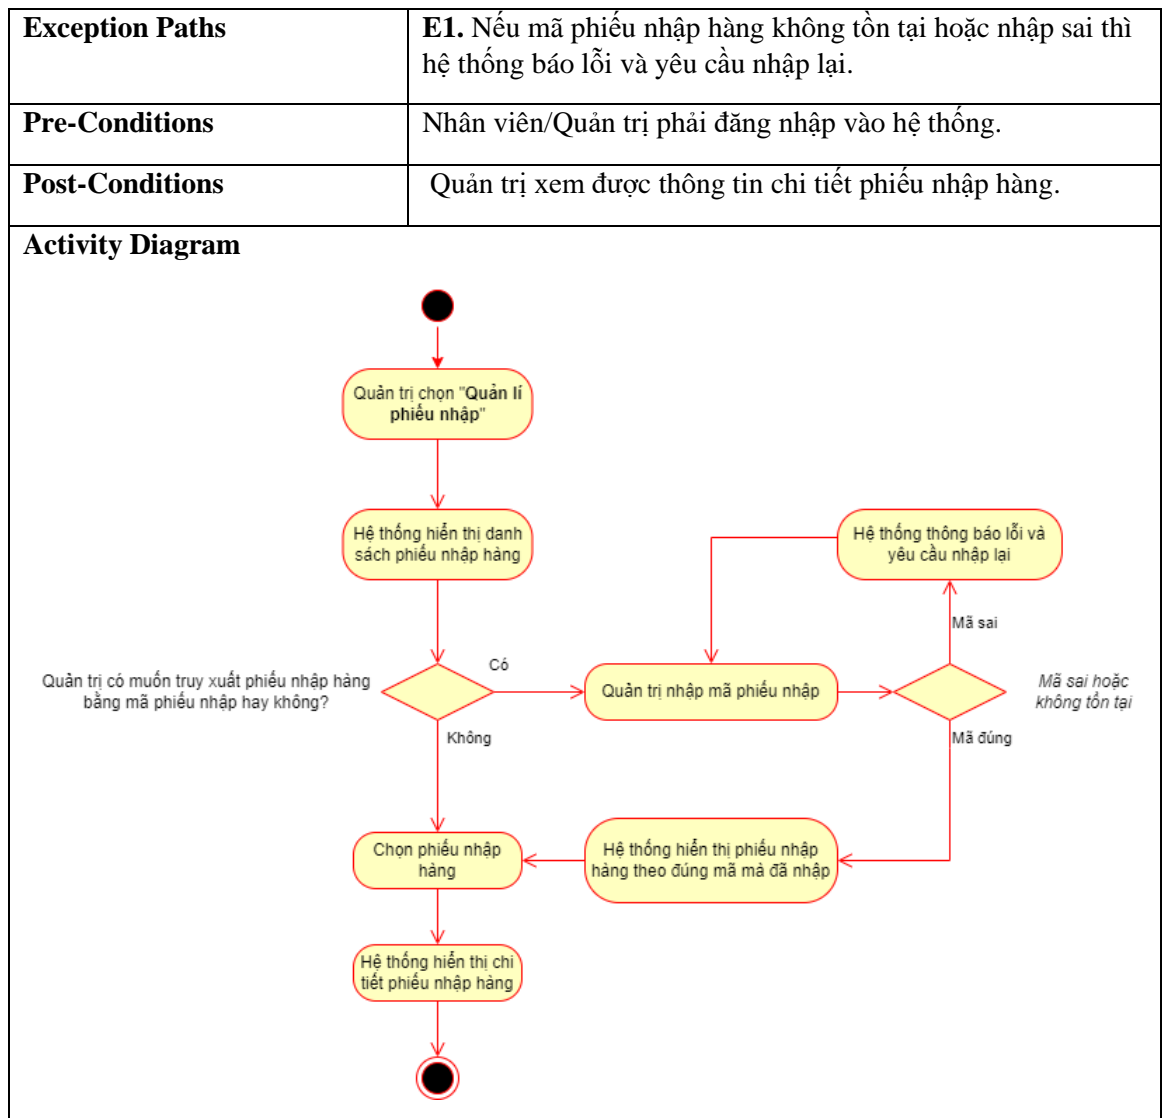 Exception Paths
E1. Nếu mã phiếu nhập hàng không tồn tại hoặc nhập sai thì
hệ thống báo lỗi và yêu cầu nhập lại.
Pre-Conditions
Nhân viên/Quản trị phải đăng nhập vào hệ thống.
Post-Conditions
Quản trị xem được thông tin chi tiết phiếu nhập hàng.
Activity Diagram
Quản trị chọn "Quản lí
phiếu nhập"
Hệ thống hiển thị danh
sách phiếu nhập hàng
Hệ thống thông báo lỗi và
yêu cầu nhập lại
Mã sai
Quản trị có muốn truy xuất phiếu nhập hàng
bằng mã phiếu nhập hay không?
Có
Quản trị nhập mã phiếu nhập
Mã sai hoặc
không tồn tại
Không
Mã đúng
Chọn phiếu nhập
hàng
Hệ thống hiển thị phiếu nhập
hàng theo đúng mã mà đã nhập
Hệ thống hiển thị chi
tiết phiếu nhập hàng